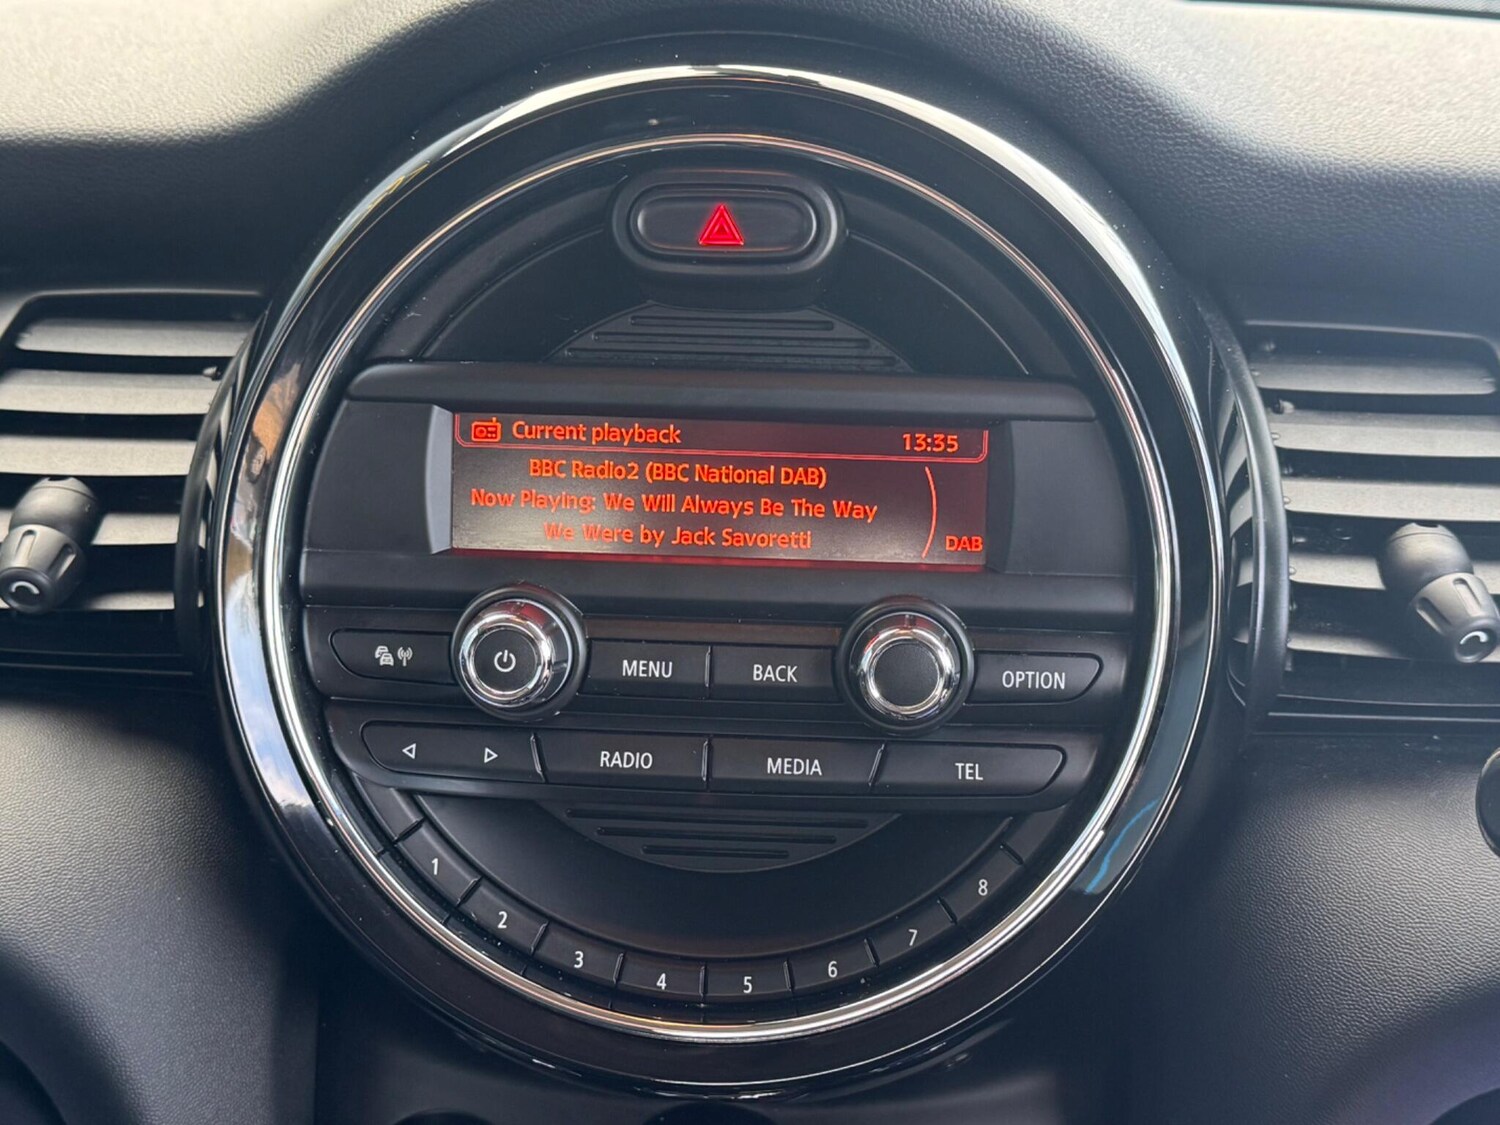 Current playback 13:35
BBC Radio2 (BBC National DAB)
Now Playing: We Will Always Be The Way
We Were by Jack Savoretti
DAB
MENU BACK OPTION
RADIO MEDIA TEL
1 2 3 4 5 6 7 8